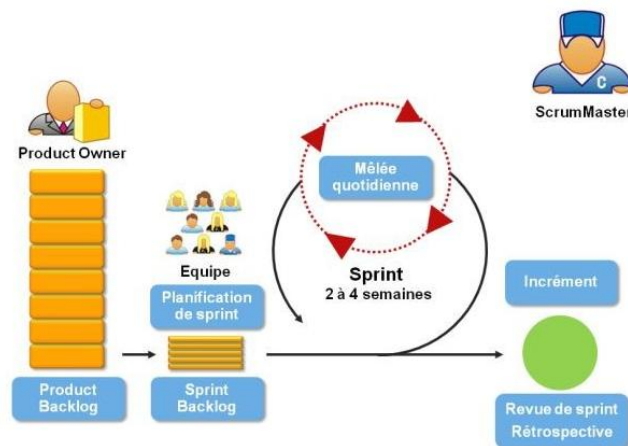 ScrumMaster
Product Owner
Mêlée
quotidienne
Equipe
Sprint
2 à 4 semaines
Planification
de sprint
Incrément
Product
Backlog
Sprint
Backlog
Revue de sprint
Rétrospective
C